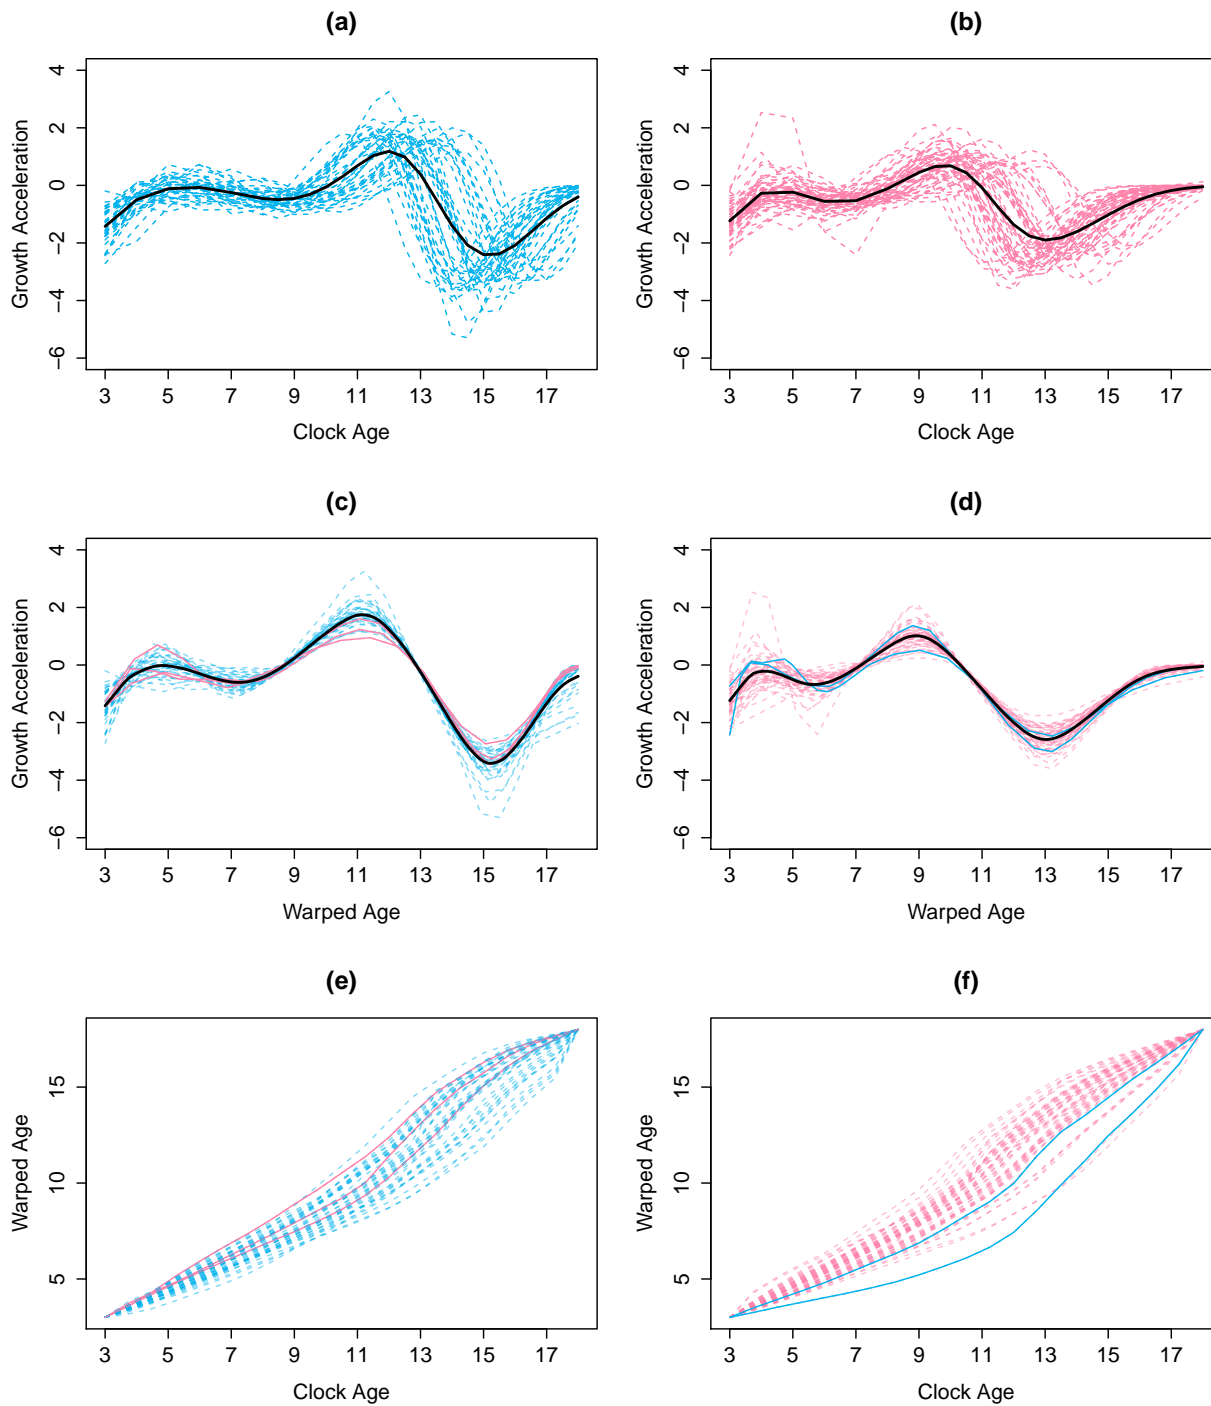 (a)
Growth Acceleration
4
2
0
−2
−4
−6
3 5 7 9 11 13 15 17
Clock Age
(b)
Growth Acceleration
4
2
0
−2
−4
−6
3 5 7 9 11 13 15 17
Clock Age
(c)
Growth Acceleration
4
2
0
−2
−4
−6
3 5 7 9 11 13 15 17
Warped Age
(d)
Growth Acceleration
4
2
0
−2
−4
−6
3 5 7 9 11 13 15 17
Warped Age
(e)
Warped Age
15
10
5
3 5 7 9 11 13 15 17
Clock Age
(f)
Warped Age
15
10
5
3 5 7 9 11 13 15 17
Clock Age